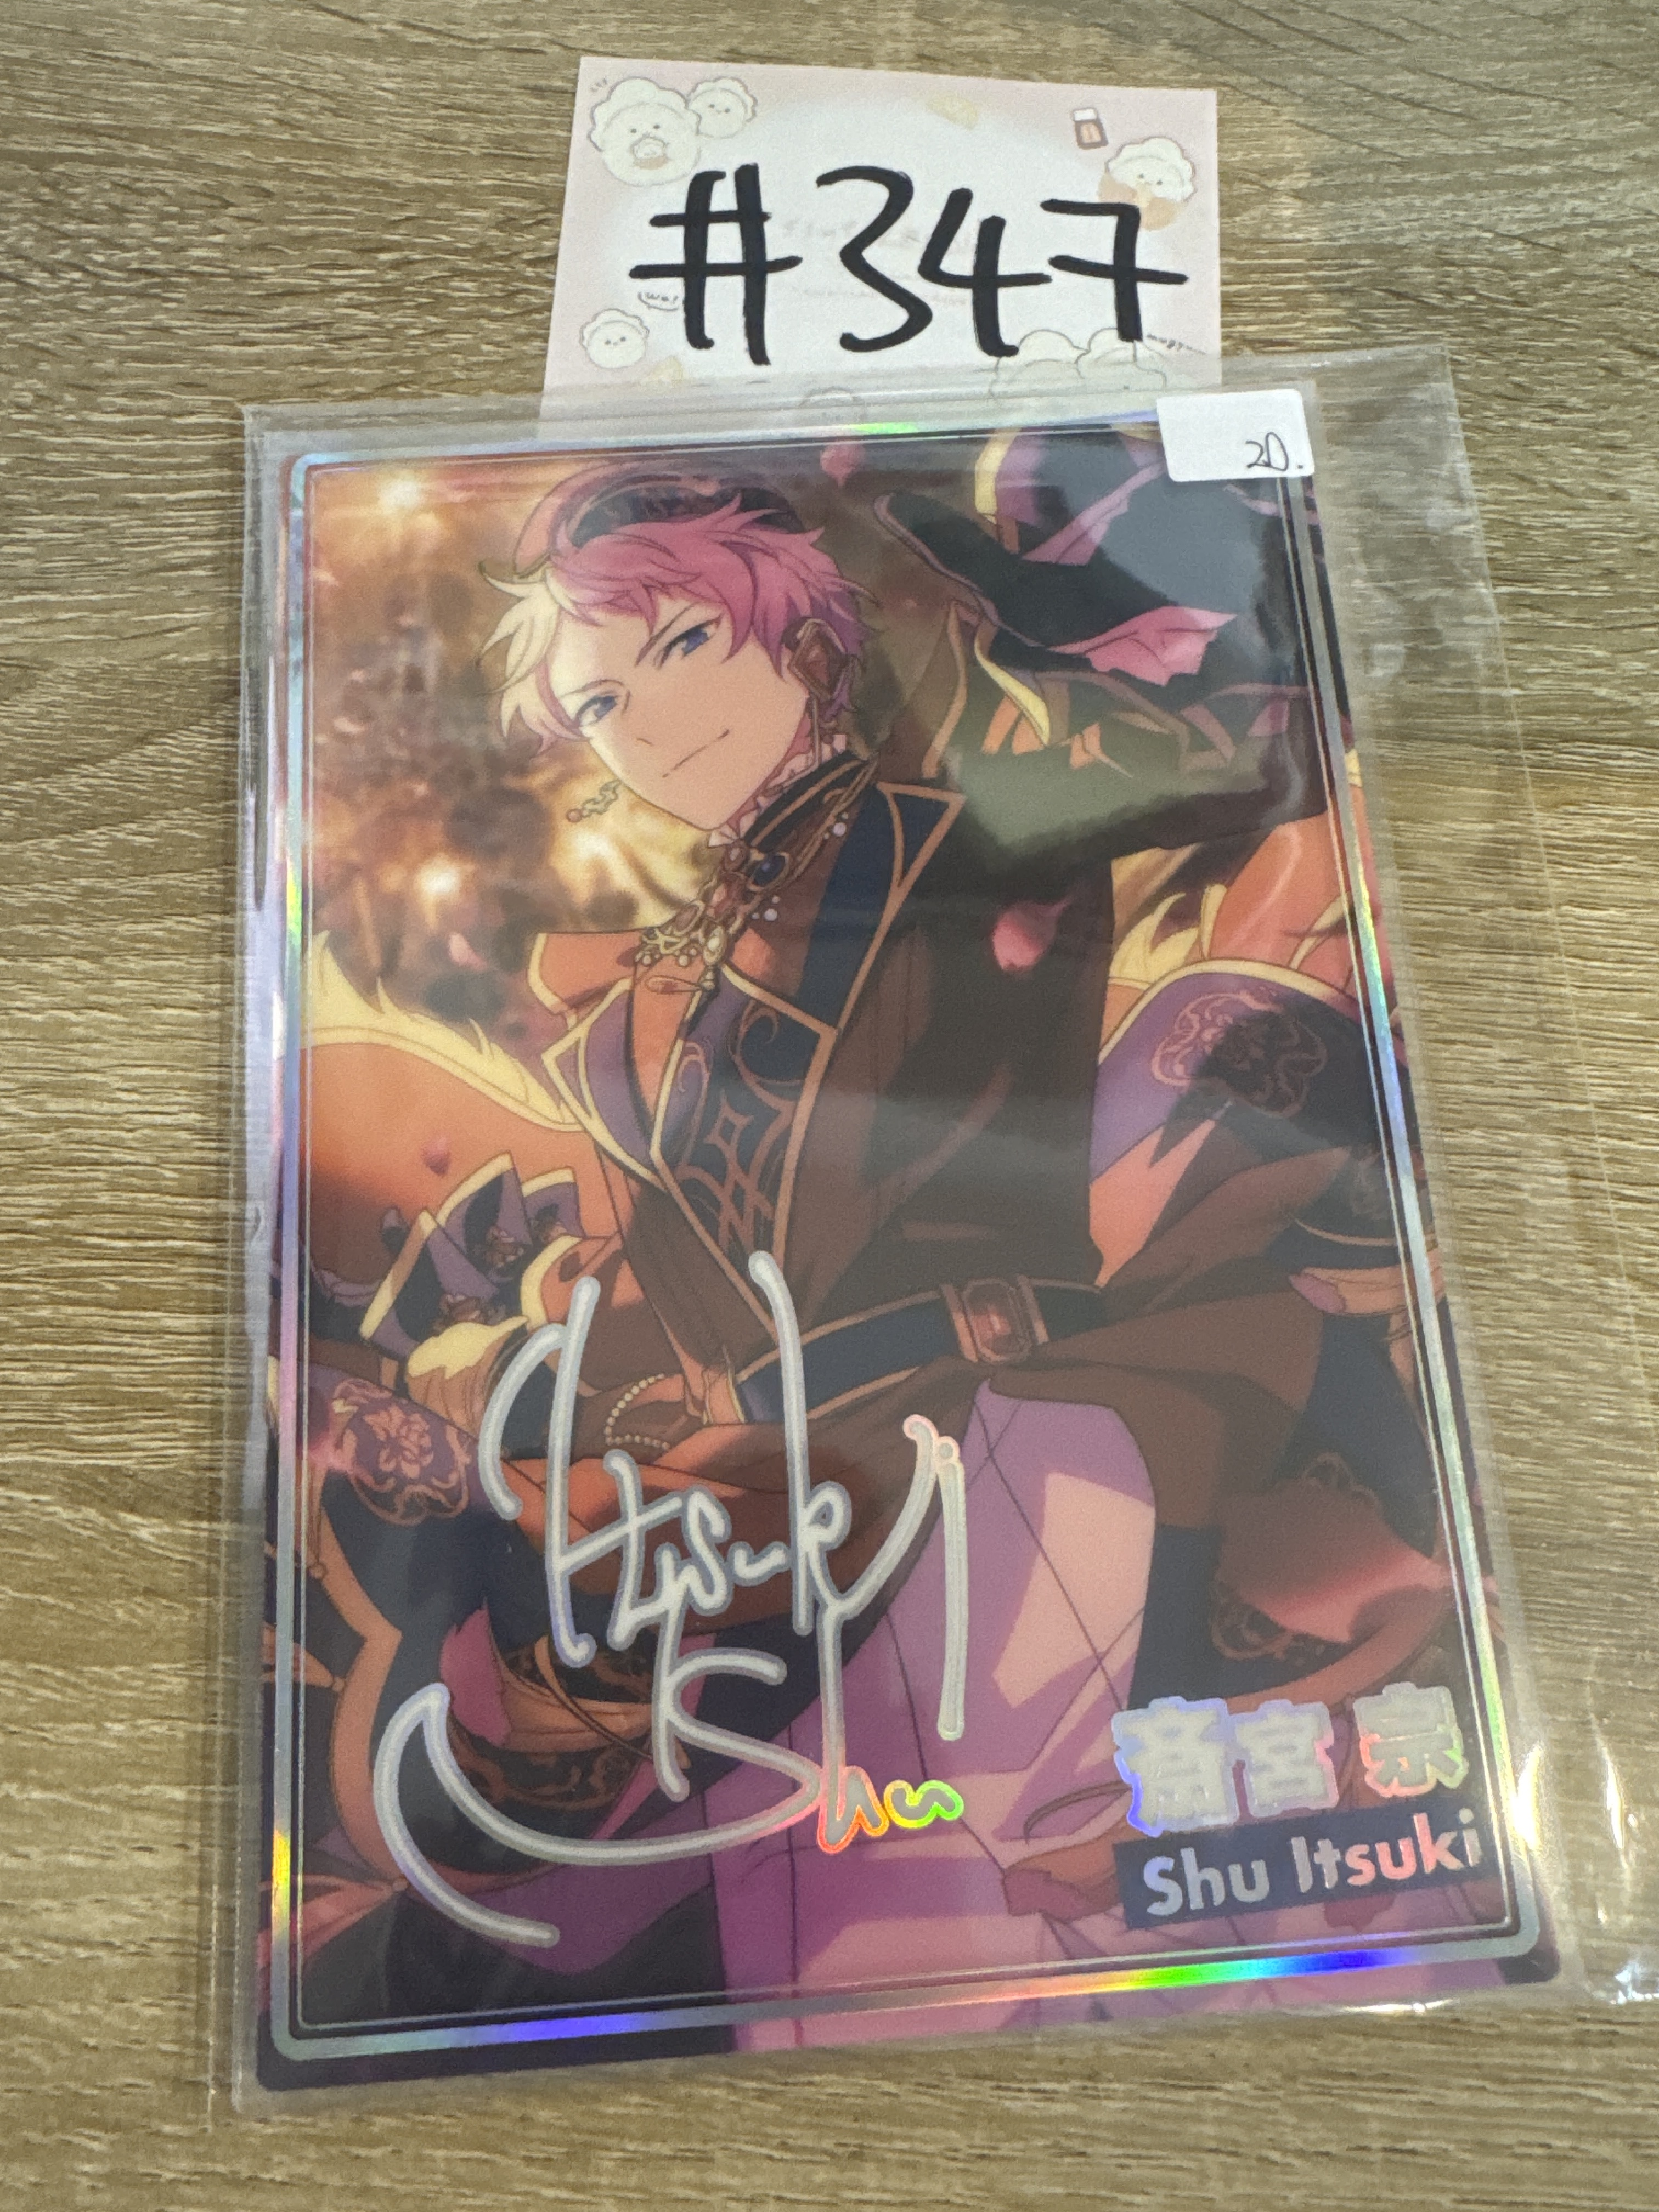 #347
20.
Itsuki
Shu
斎宮 宗
Shu Itsuki